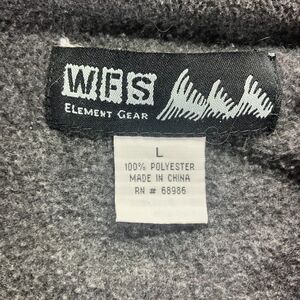 WFS
ELEMENT GEAR
L
100% POLYESTER
MADE IN CHINA
RN # 68986